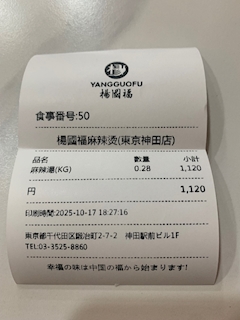 YANGGUOFU
楊國福
食事番号:50
楊國福麻辣烫(東京神田店)
品名 数量 小計
麻辣湯(KG) 0.28 1,120
円 1,120
印刷時間:2025-10-17 18:27:16
東京都千代田区鍛冶町2-7-2 神田駅前ビル1F
TEL:03-3525-8860
幸福の味は中国の福から始まります!